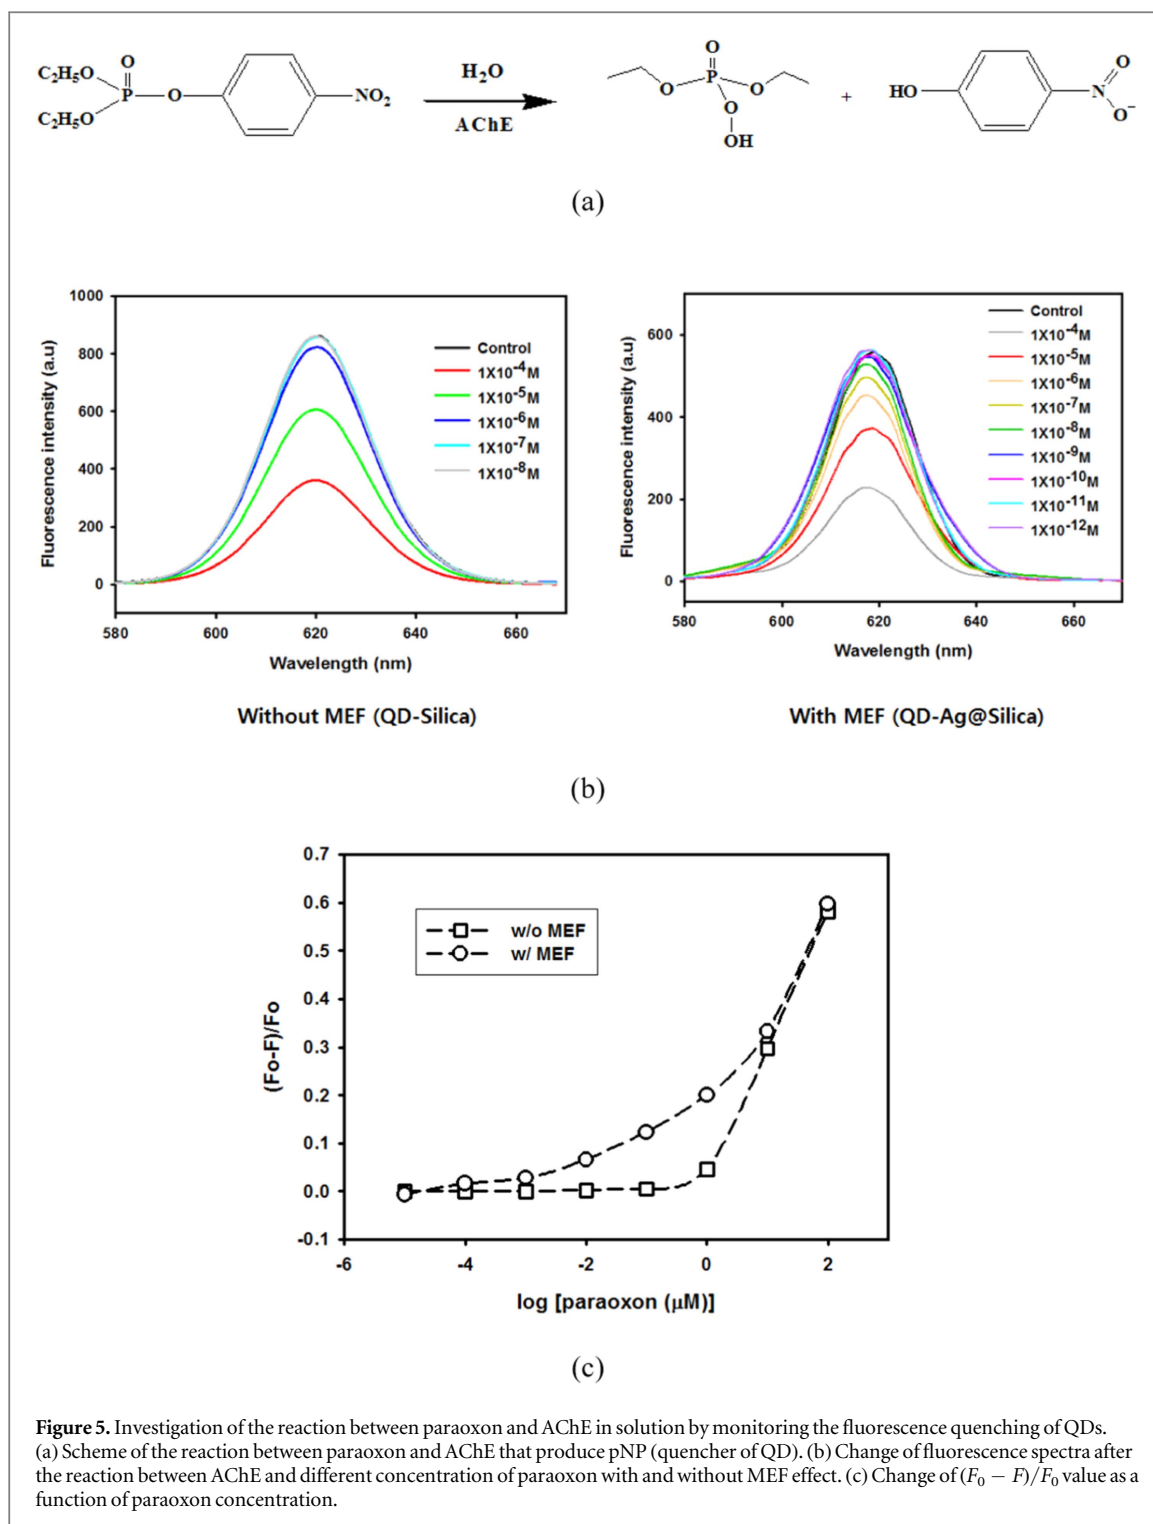 C₂H₅O
O
P
O
NO₂
C₂H₅O
H₂O
AChE
O
P
O
O
O
OH
+
HO
N
O
O⁻
(a)
Fluorescence intensity (a.u)
1000
800
600
400
200
0
580 600 620 640 660
Wavelength (nm)
Control
1X10⁻⁴M
1X10⁻⁵M
1X10⁻⁶M
1X10⁻⁷M
1X10⁻⁸M
Without MEF (QD-Silica)
Fluorescence intensity (a.u)
600
400
200
0
580 600 620 640 660
Wavelength (nm)
Control
1X10⁻⁴M
1X10⁻⁵M
1X10⁻⁶M
1X10⁻⁷M
1X10⁻⁸M
1X10⁻⁹M
1X10⁻¹⁰M
1X10⁻¹¹M
1X10⁻¹²M
With MEF (QD-Ag@Silica)
(b)
(Fo-F)/Fo
0.7
0.6
0.5
0.4
0.3
0.2
0.1
0.0
-0.1
w/o MEF
w/ MEF
-6 -4 -2 0 2
log [paraoxon (μM)]
(c)
Figure 5. Investigation of the reaction between paraoxon and AChE in solution by monitoring the fluorescence quenching of QDs.
(a) Scheme of the reaction between paraoxon and AChE that produce pNP (quencher of QD). (b) Change of fluorescence spectra after
the reaction between AChE and different concentration of paraoxon with and without MEF effect. (c) Change of (F₀ − F)/F₀ value as a
function of paraoxon concentration.